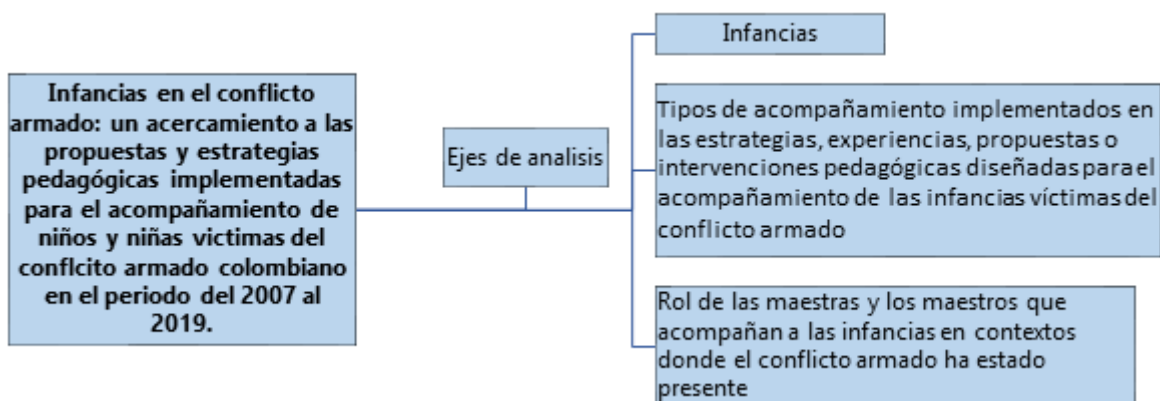 Infancias en el conflicto
armado: un acercamiento a las
propuestas y estrategias
pedagógicas implementadas
para el acompañamiento de
niños y niñas victimas del
conflcito armado colombiano
en el periodo del 2007 al
2019.
Ejes de analisis
Infancias
Tipos de acompañamiento implementados en
las estrategias, experiencias, propuestas o
intervenciones pedagógicas diseñadas para el
acompañamiento de las infancias víctimas del
conflicto armado
Rol de las maestras y los maestros que
acompañan a las infancias en contextos
donde el conflicto armado ha estado
presente